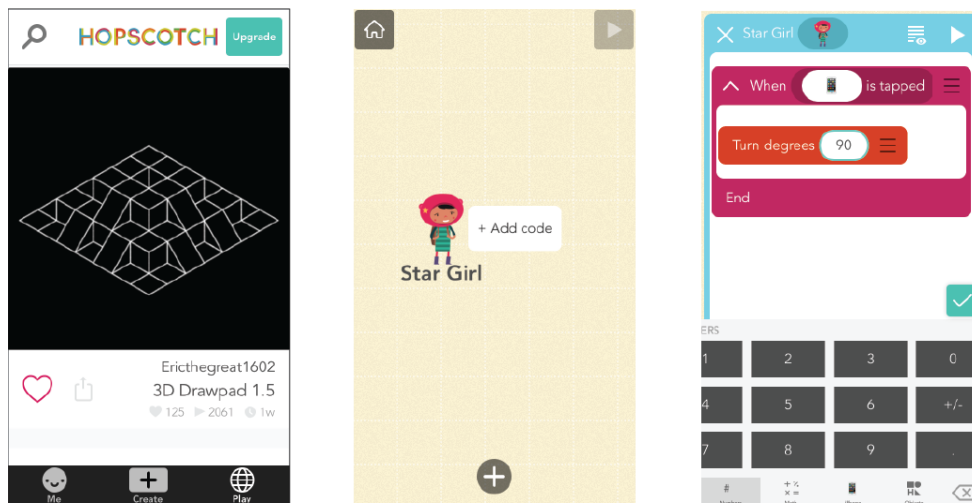 HOPSCOTCH
Upgrade
Ericthegreat1602
3D Drawpad 1.5
125 2061 1w
Me Create Play
+ Add code
Star Girl
Star Girl
When is tapped
Turn degrees 90
End
ERS
1 2 3 0
4 5 6 +/-
7 8 9 .
# + % × =